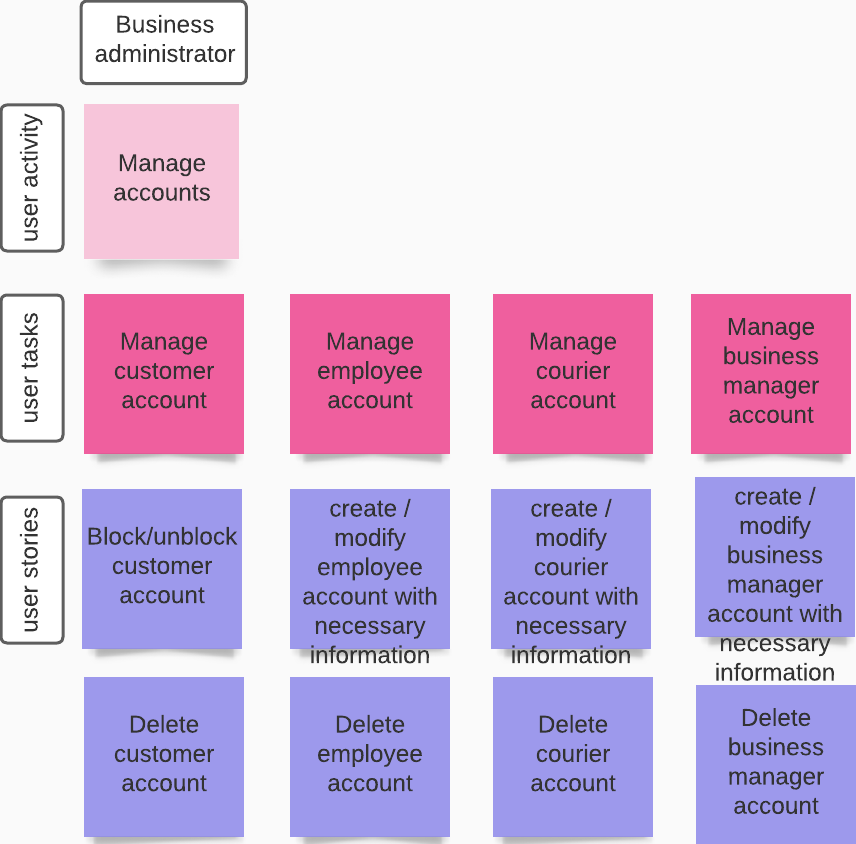 Business
administrator
user activity
Manage
accounts
user tasks
Manage
customer
account
Manage
employee
account
Manage
courier
account
Manage
business
manager
account
user stories
Block/unblock
customer
account
create /
modify
employee
account with
necessary
information
create /
modify
courier
account with
necessary
information
create /
modify
business
manager
account with
necessary
information
Delete
customer
account
Delete
employee
account
Delete
courier
account
Delete
business
manager
account